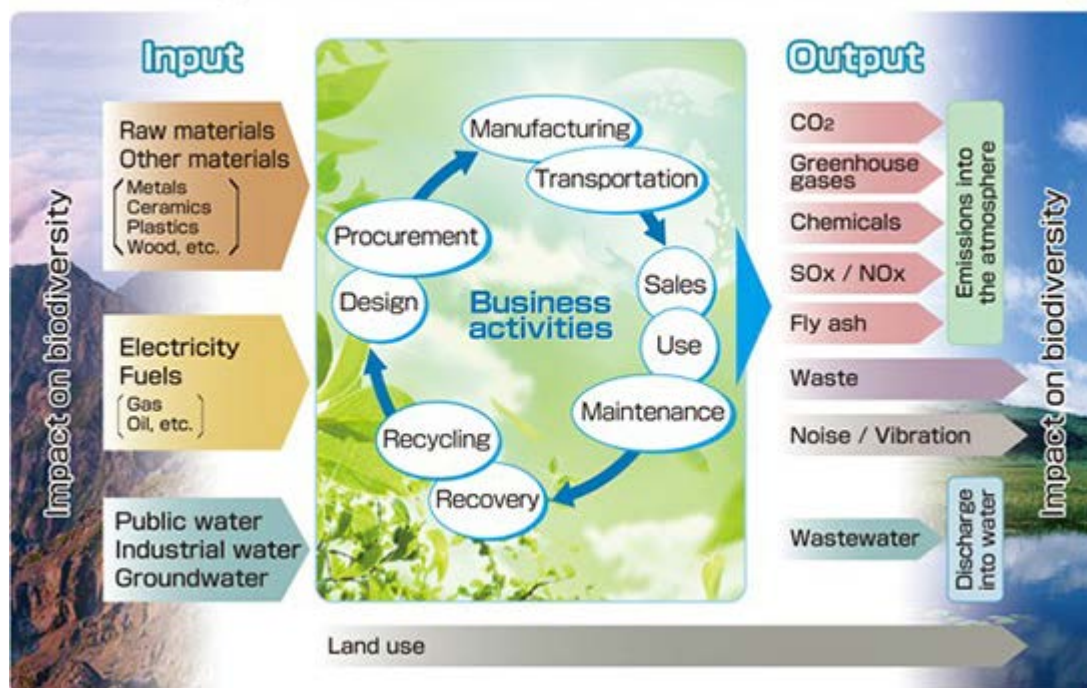 Input
Output
Impact on biodiversity
Raw materials
Other materials
Metals
Ceramics
Plastics
Wood, etc.
Electricity
Fuels
Gas
Oil, etc.
Public water
Industrial water
Groundwater
Manufacturing
Transportation
Procurement
Design
Business
activities
Sales
Use
Maintenance
Recycling
Recovery
CO₂
Greenhouse
gases
Chemicals
SOx / NOx
Fly ash
Emissions into
the atmosphere
Waste
Noise / Vibration
Wastewater
Discharge
into water
Impact on biodiversity
Land use